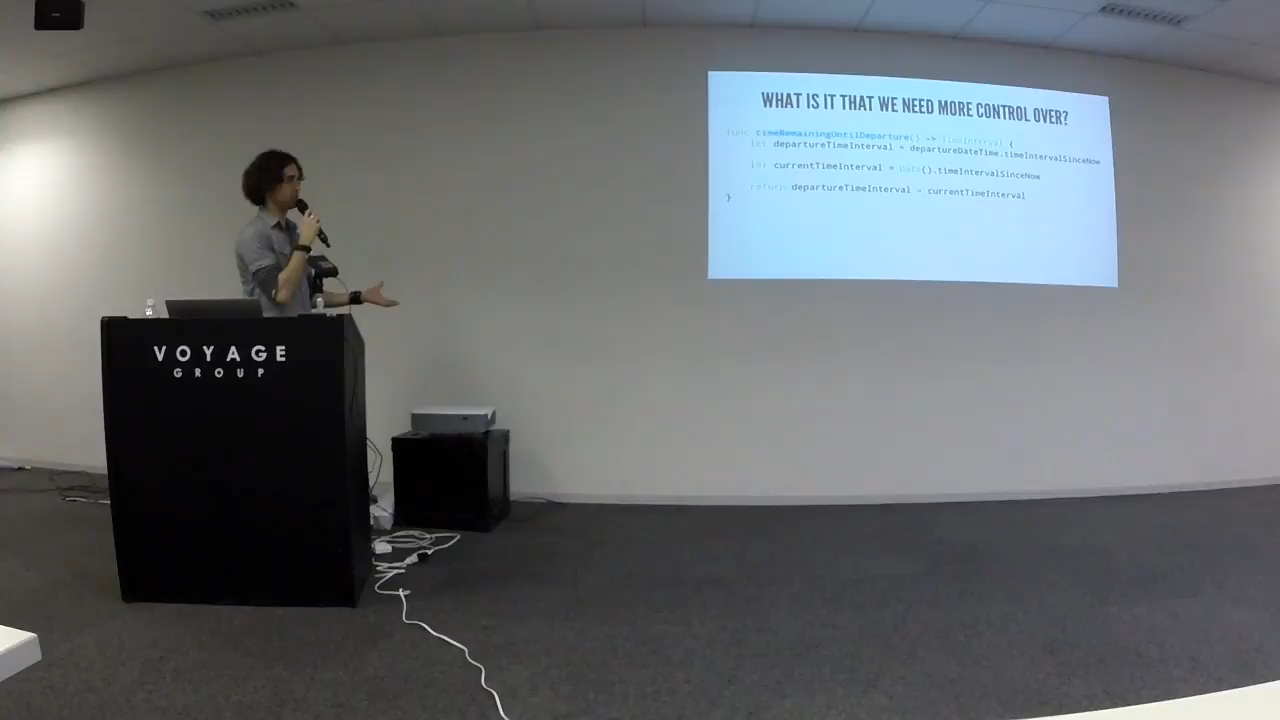 WHAT IS IT THAT WE NEED MORE CONTROL OVER?
func timeRemainingUntilDeparture() -> TimeInterval {
let departureTimeInterval = departureDateTime.timeIntervalSinceNow
let currentTimeInterval = Date().timeIntervalSinceNow
return departureTimeInterval - currentTimeInterval
}
VOYAGE
GROUP